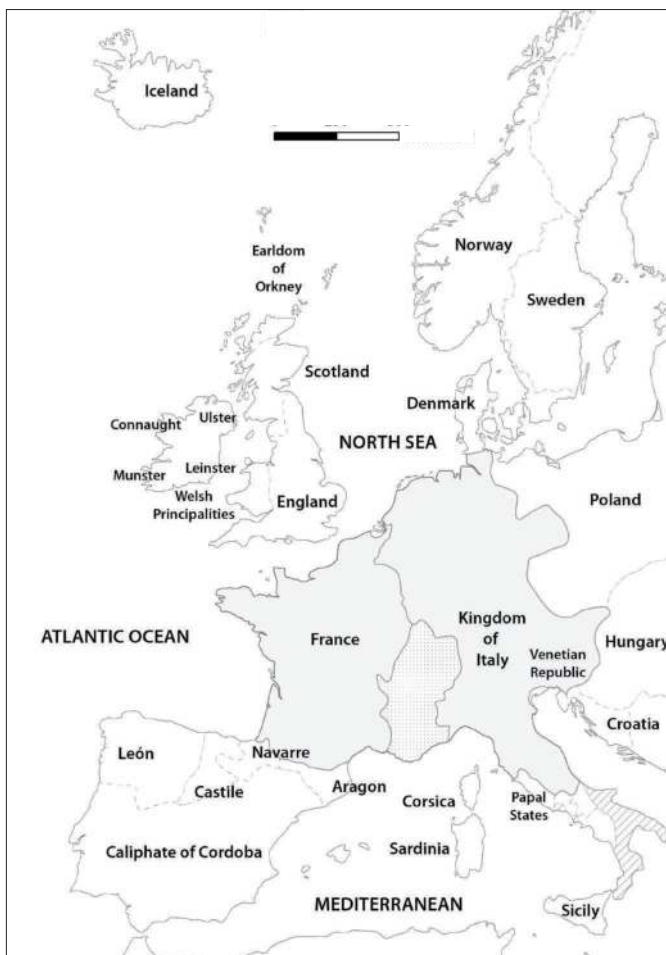 Iceland
Earldom
of
Orkney
Norway
Sweden
Scotland
Denmark
Connaught
Ulster
NORTH SEA
Munster
Leinster
Welsh
Principalities
England
Poland
ATLANTIC OCEAN
France
Kingdom
of
Italy
Venetian
Republic
Hungary
Croatia
León
Navarre
Castile
Aragon
Corsica
Papal
States
Caliphate of Cordoba
Sardinia
MEDITERRANEAN
Sicily